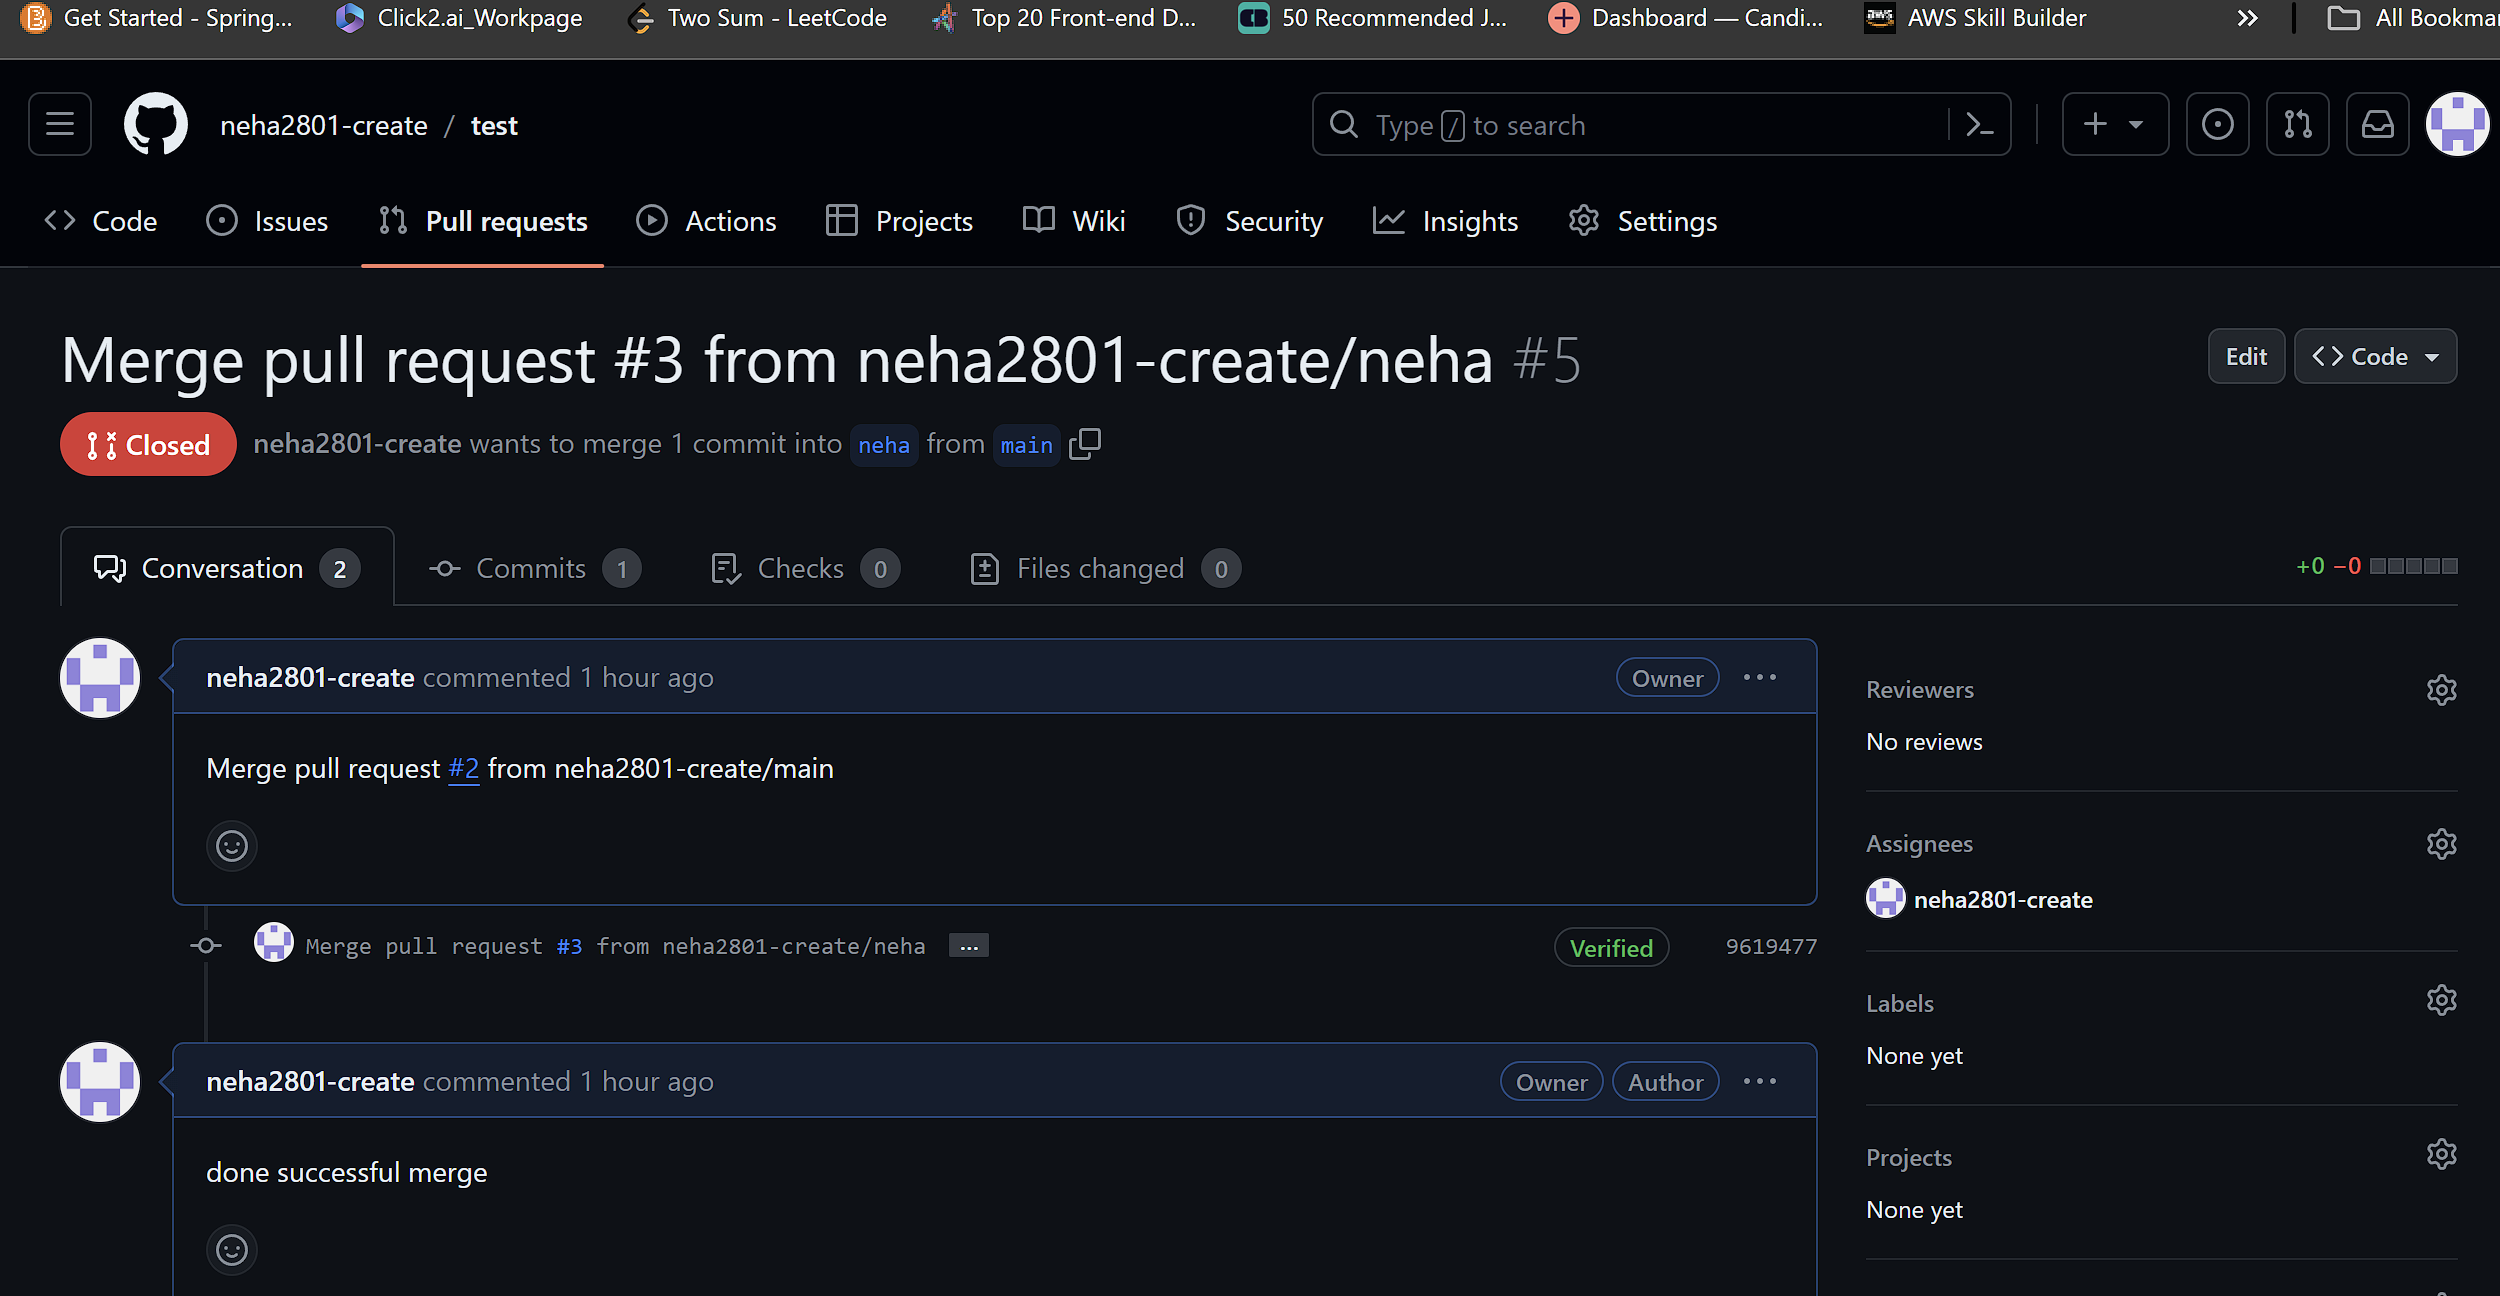 Get Started - Spring... Click2.ai_Workpage Two Sum - LeetCode Top 20 Front-end D... 50 Recommended J... Dashboard — Candi... AWS Skill Builder All Bookma
neha2801-create / test Type / to search
Code Issues Pull requests Actions Projects Wiki Security Insights Settings
Merge pull request #3 from neha2801-create/neha #5
Edit Code
Closed neha2801-create wants to merge 1 commit into neha from main
Conversation 2 Commits 1 Checks 0 Files changed 0 +0 −0
neha2801-create commented 1 hour ago Owner ...
Merge pull request #2 from neha2801-create/main
Merge pull request #3 from neha2801-create/neha ... Verified 9619477
neha2801-create commented 1 hour ago Owner Author ...
done successful merge
Reviewers
No reviews
Assignees
neha2801-create
Labels
None yet
Projects
None yet